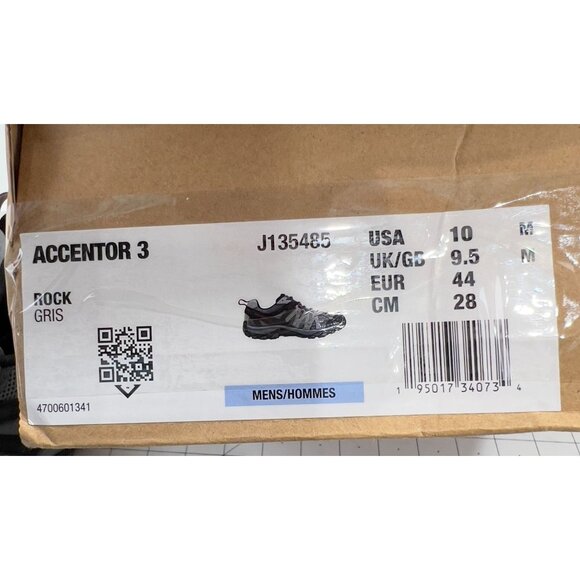 ACCENTOR 3
J135485
ROCK
GRIS
4700601341
MENS/HOMMES
USA 10 M
UK/GB 9.5 M
EUR 44
CM 28
1 95017 34073 4